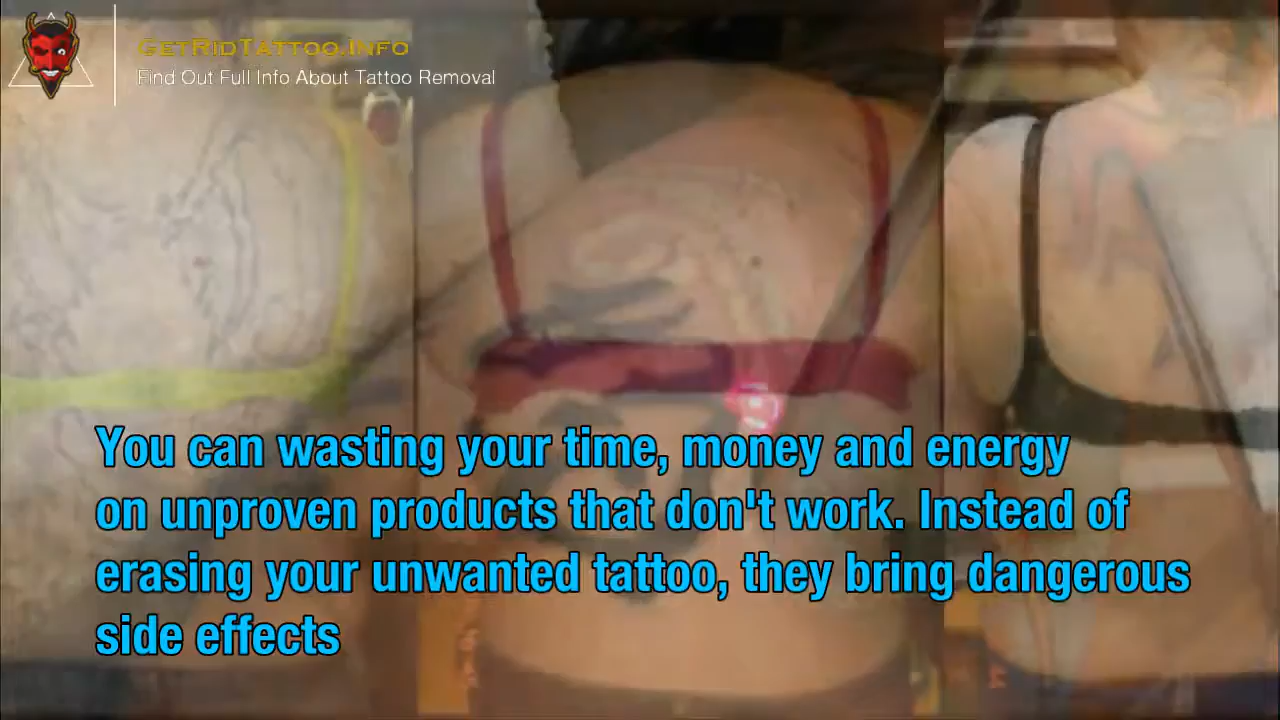 GetRidTattoo.Info
Find Out Full Info About Tattoo Removal
You can wasting your time, money and energy
on unproven products that don't work. Instead of
erasing your unwanted tattoo, they bring dangerous
side effects